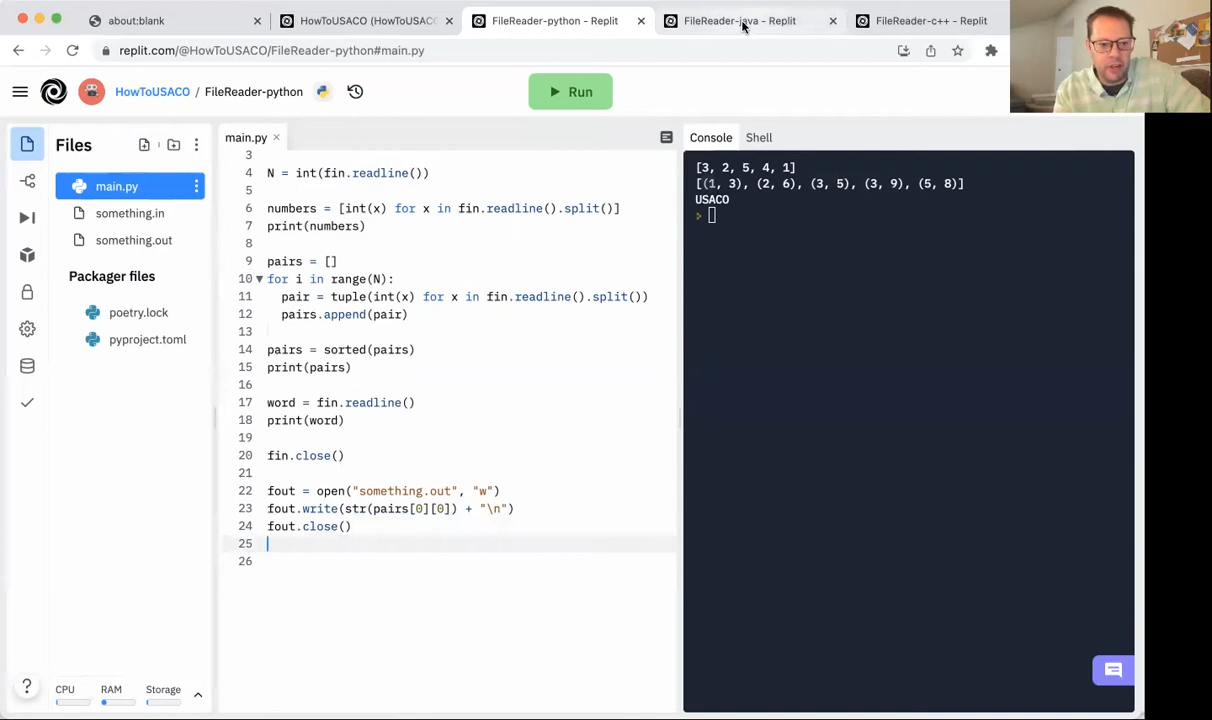 about:blank
HowToUSACO (HowToUSAC
FileReader-python - Replit
FileReader-java - Replit
FileReader-c++ - Replit
replit.com/@HowToUSACO/FileReader-python#main.py
HowToUSACO / FileReader-python
Run
Files
main.py
something.in
something.out
Packager files
poetry.lock
pyproject.toml
CPU RAM Storage
main.py
3
4 N = int(fin.readline())
5
6 numbers = [int(x) for x in fin.readline().split()]
7 print(numbers)
8
9 pairs = []
10 for i in range(N):
11 pair = tuple(int(x) for x in fin.readline().split())
12 pairs.append(pair)
13
14 pairs = sorted(pairs)
15 print(pairs)
16
17 word = fin.readline()
18 print(word)
19
20 fin.close()
21
22 fout = open("something.out", "w")
23 fout.write(str(pairs[0][0]) + "\n")
24 fout.close()
25
26
Console Shell
[3, 2, 5, 4, 1]
[(1, 3), (2, 6), (3, 5), (3, 9), (5, 8)]
USACO
>